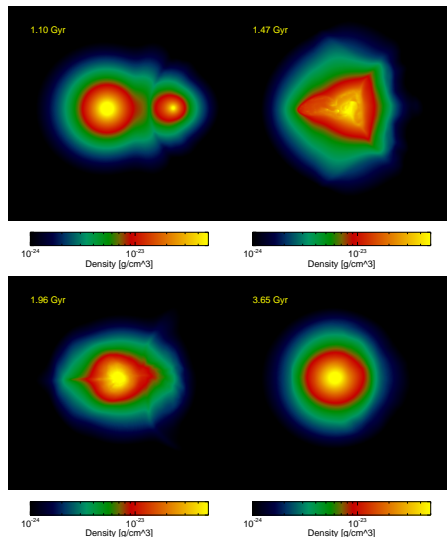 1.10 Gyr
1.47 Gyr
10^-24 10^-23
Density [g/cm^3]
10^-24 10^-23
Density [g/cm^3]
1.96 Gyr
3.65 Gyr
10^-24 10^-23
Density [g/cm^3]
10^-24 10^-23
Density [g/cm^3]